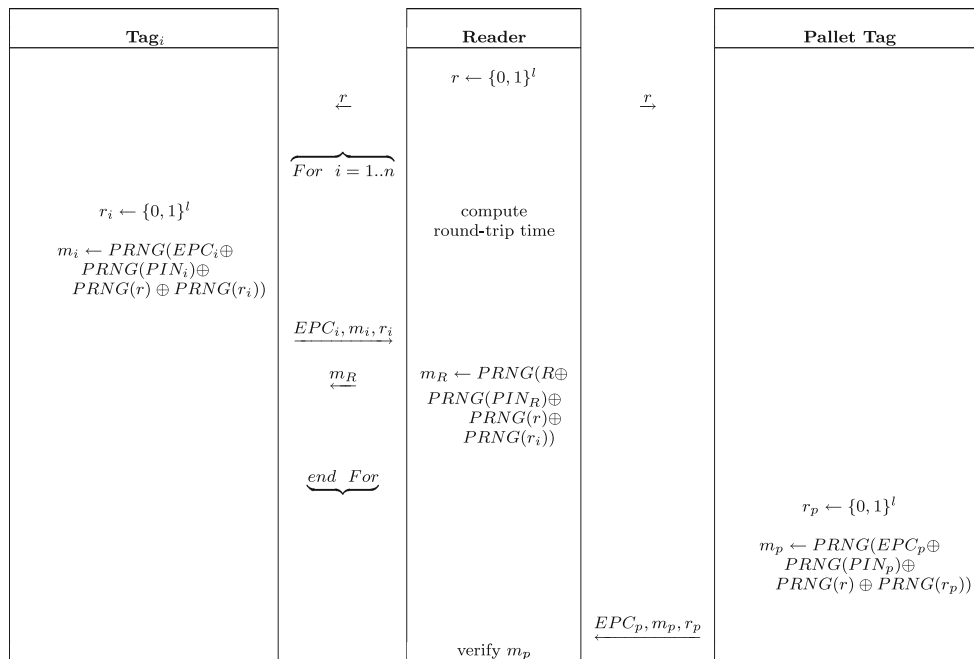 Tag_i
Reader
Pallet Tag
r ← {0, 1}^l
r
←
r
→
For i = 1..n
r_i ← {0, 1}^l
compute
round-trip time
m_i ← PRNG(EPC_i⊕
PRNG(PIN_i)⊕
PRNG(r) ⊕ PRNG(r_i))
EPC_i, m_i, r_i
m_R
m_R ← PRNG(R⊕
PRNG(PIN_R)⊕
PRNG(r)⊕
PRNG(r_i))
end For
r_p ← {0, 1}^l
m_p ← PRNG(EPC_p⊕
PRNG(PIN_p)⊕
PRNG(r) ⊕ PRNG(r_p))
EPC_p, m_p, r_p
verify m_p